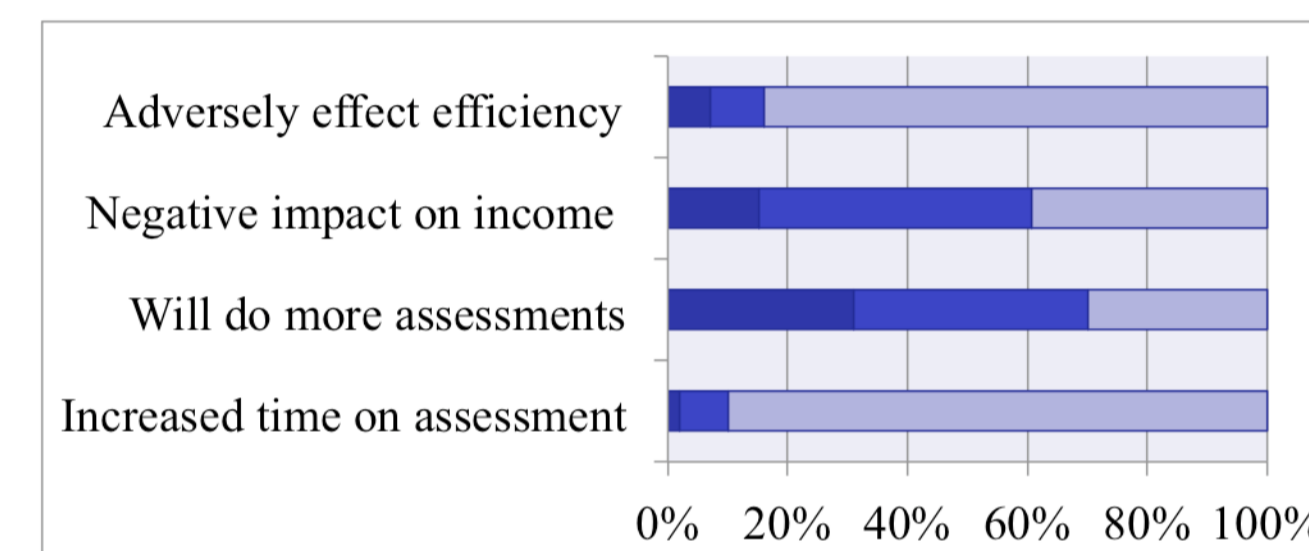 Adversely effect efficiency
Negative impact on income
Will do more assessments
Increased time on assessment
0% 20% 40% 60% 80% 100%